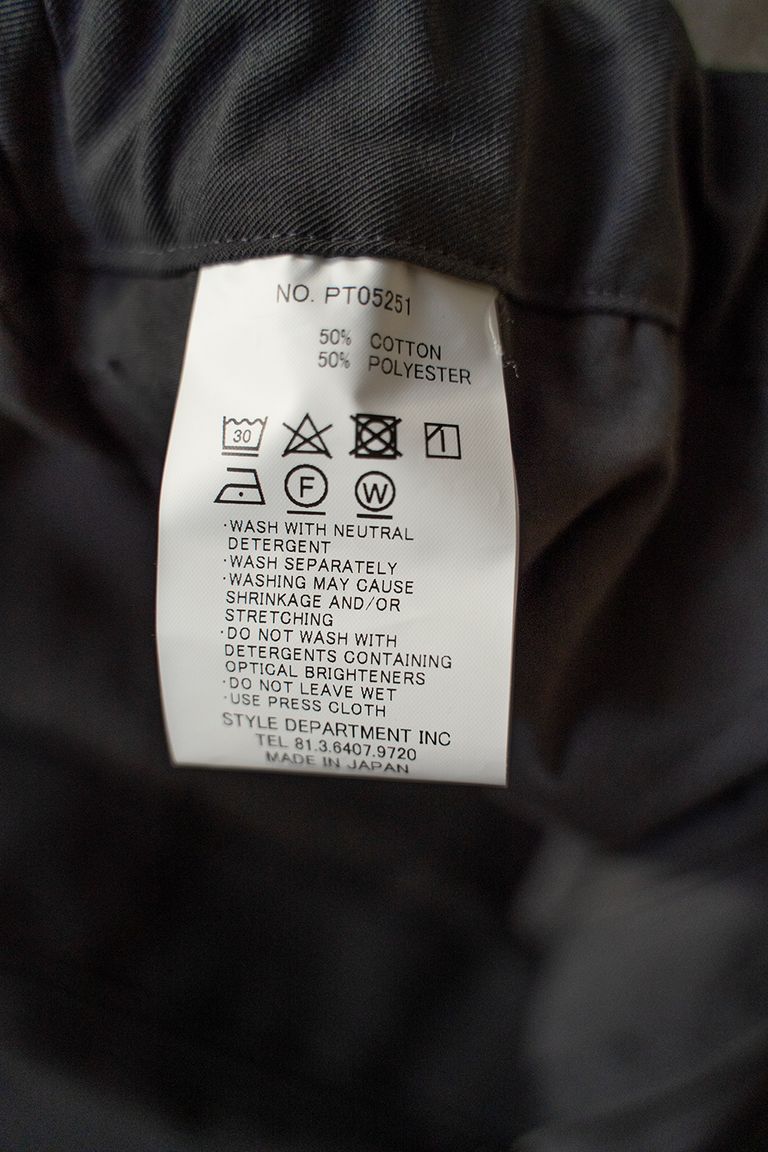 NO. PT05251
50% COTTON
50% POLYESTER
30
F W
·WASH WITH NEUTRAL
DETERGENT
·WASH SEPARATELY
·WASHING MAY CAUSE
SHRINKAGE AND/OR
STRETCHING
·DO NOT WASH WITH
DETERGENTS CONTAINING
OPTICAL BRIGHTENERS
·DO NOT LEAVE WET
·USE PRESS CLOTH
STYLE DEPARTMENT INC
TEL 81.3.6407.9720
MADE IN JAPAN